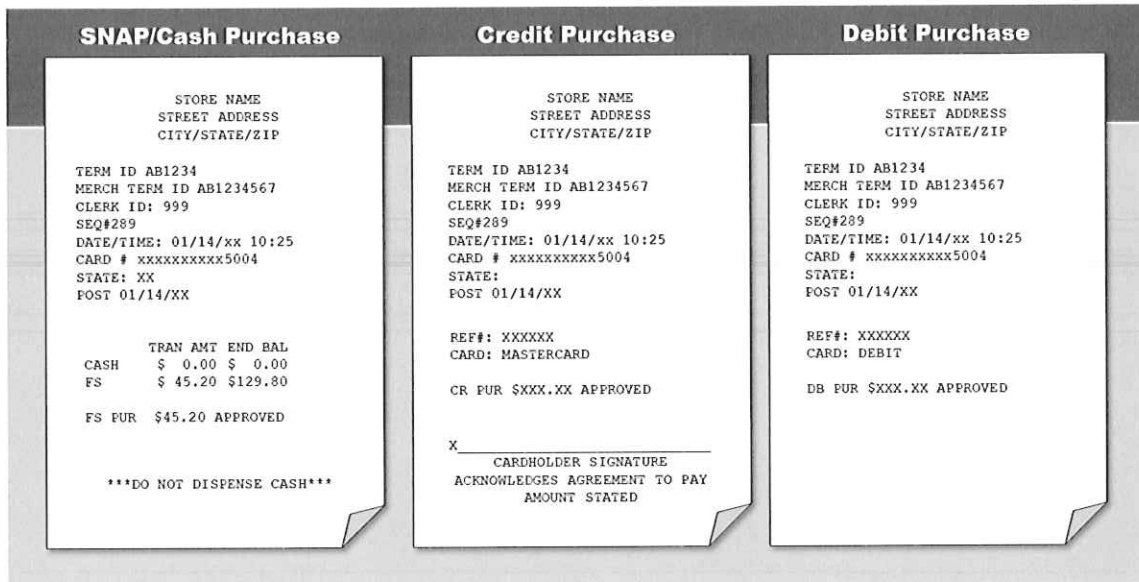 SNAP/Cash Purchase
STORE NAME
STREET ADDRESS
CITY/STATE/ZIP
TERM ID AB1234
MERCH TERM ID AB1234567
CLERK ID: 999
SEQ#289
DATE/TIME: 01/14/xx 10:25
CARD # xxxxxxxxxx5004
STATE: XX
POST 01/14/XX
TRAN AMT END BAL
CASH $ 0.00 $ 0.00
FS $ 45.20 $129.80
FS PUR $45.20 APPROVED
***DO NOT DISPENSE CASH***
Credit Purchase
STORE NAME
STREET ADDRESS
CITY/STATE/ZIP
TERM ID AB1234
MERCH TERM ID AB1234567
CLERK ID: 999
SEQ#289
DATE/TIME: 01/14/xx 10:25
CARD # xxxxxxxxxx5004
STATE:
POST 01/14/XX
REF#: XXXXXX
CARD: MASTERCARD
CR PUR $XXX.XX APPROVED
X
CARDHOLDER SIGNATURE
ACKNOWLEDGES AGREEMENT TO PAY
AMOUNT STATED
Debit Purchase
STORE NAME
STREET ADDRESS
CITY/STATE/ZIP
TERM ID AB1234
MERCH TERM ID AB1234567
CLERK ID: 999
SEQ#289
DATE/TIME: 01/14/xx 10:25
CARD # xxxxxxxxxx5004
STATE:
POST 01/14/XX
REF#: XXXXXX
CARD: DEBIT
DB PUR $XXX.XX APPROVED